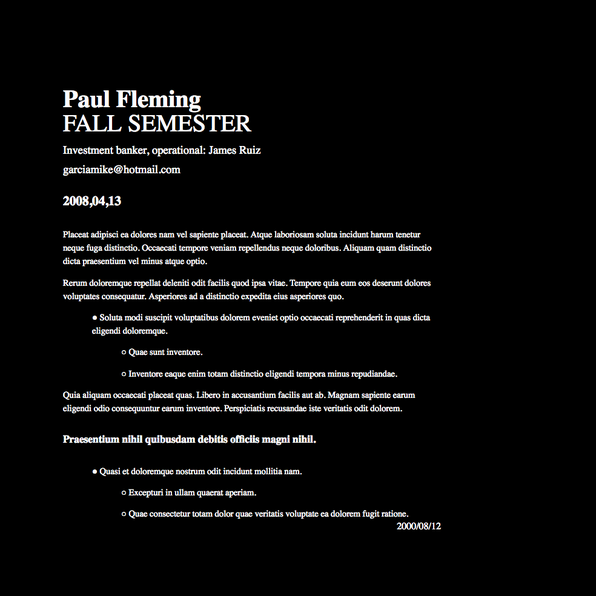 Paul Fleming
FALL SEMESTER
Investment banker, operational: James Ruiz
garciamike@hotmail.com
2008,04,13
Placeat adipisci ea dolores nam vel sapiente placeat. Atque laboriosam soluta incidunt harum tenetur
neque fuga distinctio. Occaecati tempore veniam repellendus neque doloribus. Aliquam quam distinctio
dicta praesentium vel minus atque optio.
Rerum doloremque repellat deleniti odit facilis quod ipsa vitae. Tempore quia eum eos deserunt dolores
voluptates consequatur. Asperiores ad a distinctio expedita eius asperiores quo.
● Soluta modi suscipit voluptatibus dolorem eveniet optio occaecati reprehenderit in quas dicta
eligendi doloremque.
○ Quae sunt inventore.
○ Inventore eaque enim totam distinctio eligendi tempora minus repudiandae.
Quia aliquam occaecati placeat quas. Libero in accusantium facilis aut ab. Magnam sapiente earum
eligendi odio consequuntur earum inventore. Perspiciatis recusandae iste veritatis odit dolorem.
Praesentium nihil quibusdam debitis officiis magni nihil.
● Quasi et doloremque nostrum odit incidunt mollitia nam.
○ Excepturi in ullam quaerat aperiam.
○ Quae consectetur totam dolor quae veritatis voluptate ea dolorem fugit ratione.
2000/08/12